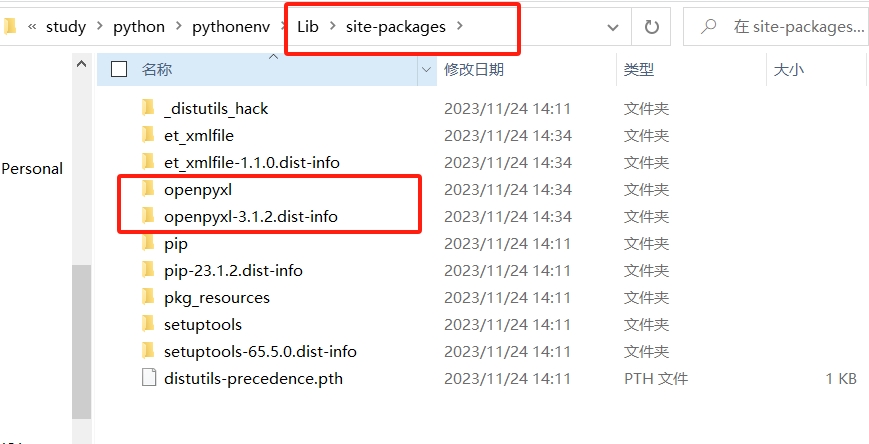 « study › python › pythonenv › Lib › site-packages ›
在 site-packages...
名称 修改日期 类型 大小
_distutils_hack 2023/11/24 14:11 文件夹
et_xmlfile 2023/11/24 14:34 文件夹
et_xmlfile-1.1.0.dist-info 2023/11/24 14:34 文件夹
Personal
openpyxl 2023/11/24 14:34 文件夹
openpyxl-3.1.2.dist-info 2023/11/24 14:34 文件夹
pip 2023/11/24 14:11 文件夹
pip-23.1.2.dist-info 2023/11/24 14:11 文件夹
pkg_resources 2023/11/24 14:11 文件夹
setuptools 2023/11/24 14:11 文件夹
setuptools-65.5.0.dist-info 2023/11/24 14:11 文件夹
distutils-precedence.pth 2023/11/24 14:11 PTH 文件 1 KB